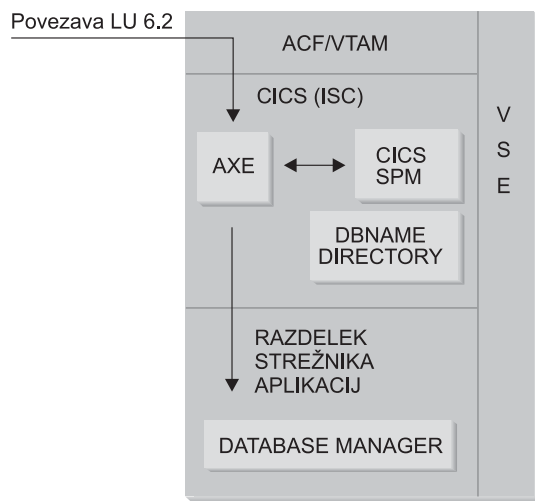 Povezava LU 6.2
ACF/VTAM
CICS (ISC)
AXE
CICS
SPM
DBNAME
DIRECTORY
RAZDELEK
STREŽNIKA
APLIKACIJ
DATABASE MANAGER
V
S
E